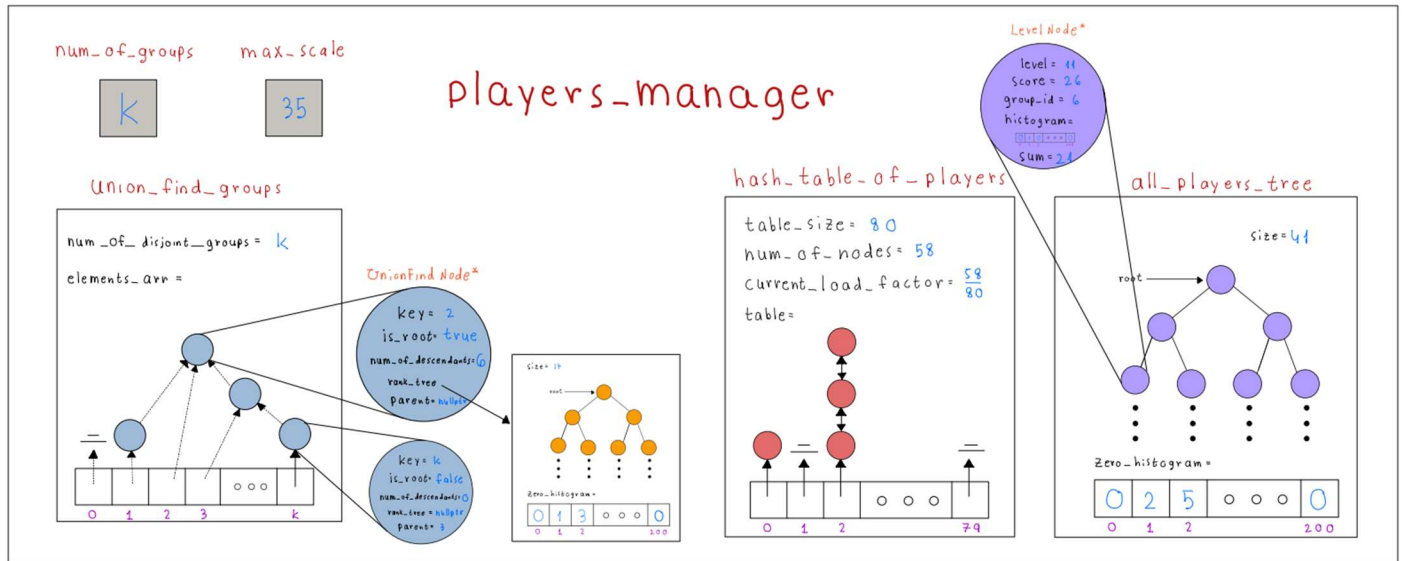 players_manager
num_of_groups
k
max_scale
35
union_find_groups
num_of_disjoint_groups = k
elements_arr =
0 1 2 3 k
UnionFind Node*
key= 2
is_root= true
num_of_descendants= 6
rank_tree
parent= nullptr
key= k
is_root= false
num_of_descendants= 0
rank_tree = nullptr
parent= 3
size= 17
root
Zero_histogram=
0 1 3 0
0 1 2 200
hash_table_of_players
table_size= 80
num_of_nodes= 58
current_load_factor= 58
80
table=
0 1 2 79
Level Node*
level = 11
score = 26
group_id = 6
histogram=
sum= 21
all_players_tree
size= 41
root
Zero_histogram=
0 2 5 0
0 1 2 200